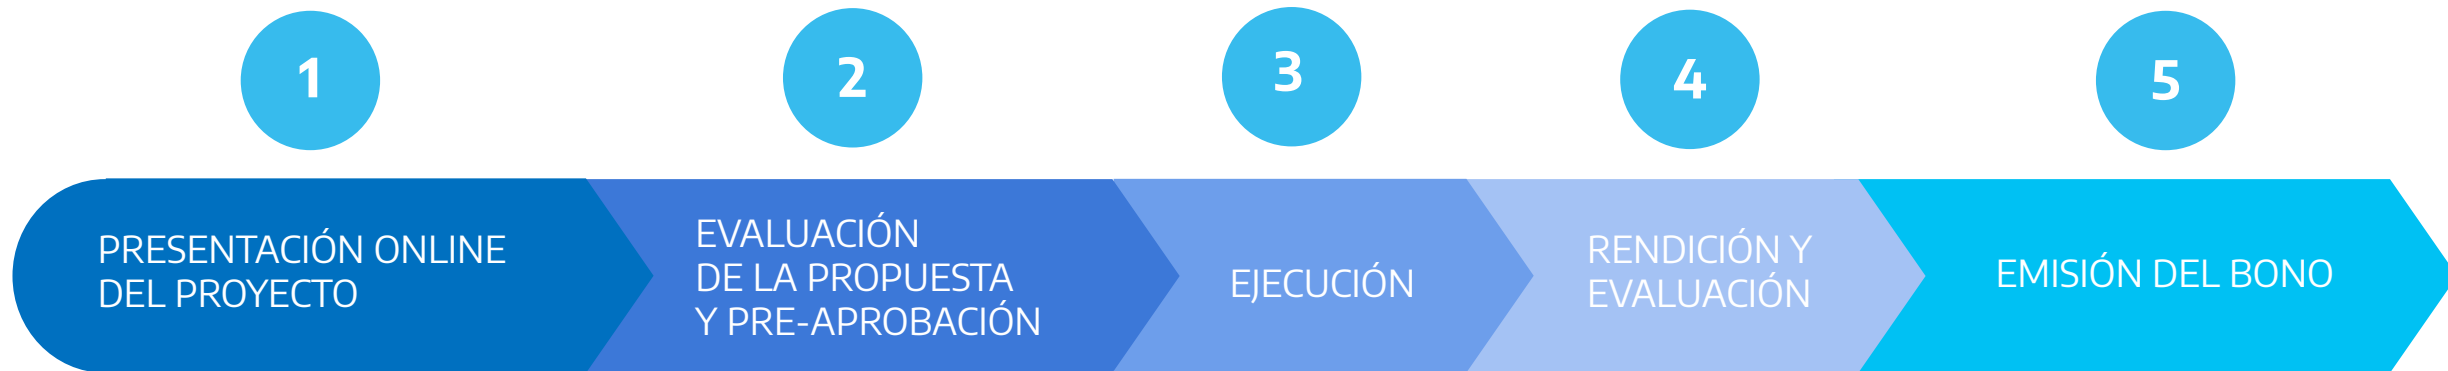 1
2
3
4
5
PRESENTACIÓN ONLINE
DEL PROYECTO
EVALUACIÓN
DE LA PROPUESTA
Y PRE-APROBACIÓN
EJECUCIÓN
RENDICIÓN Y
EVALUACIÓN
EMISIÓN DEL BONO